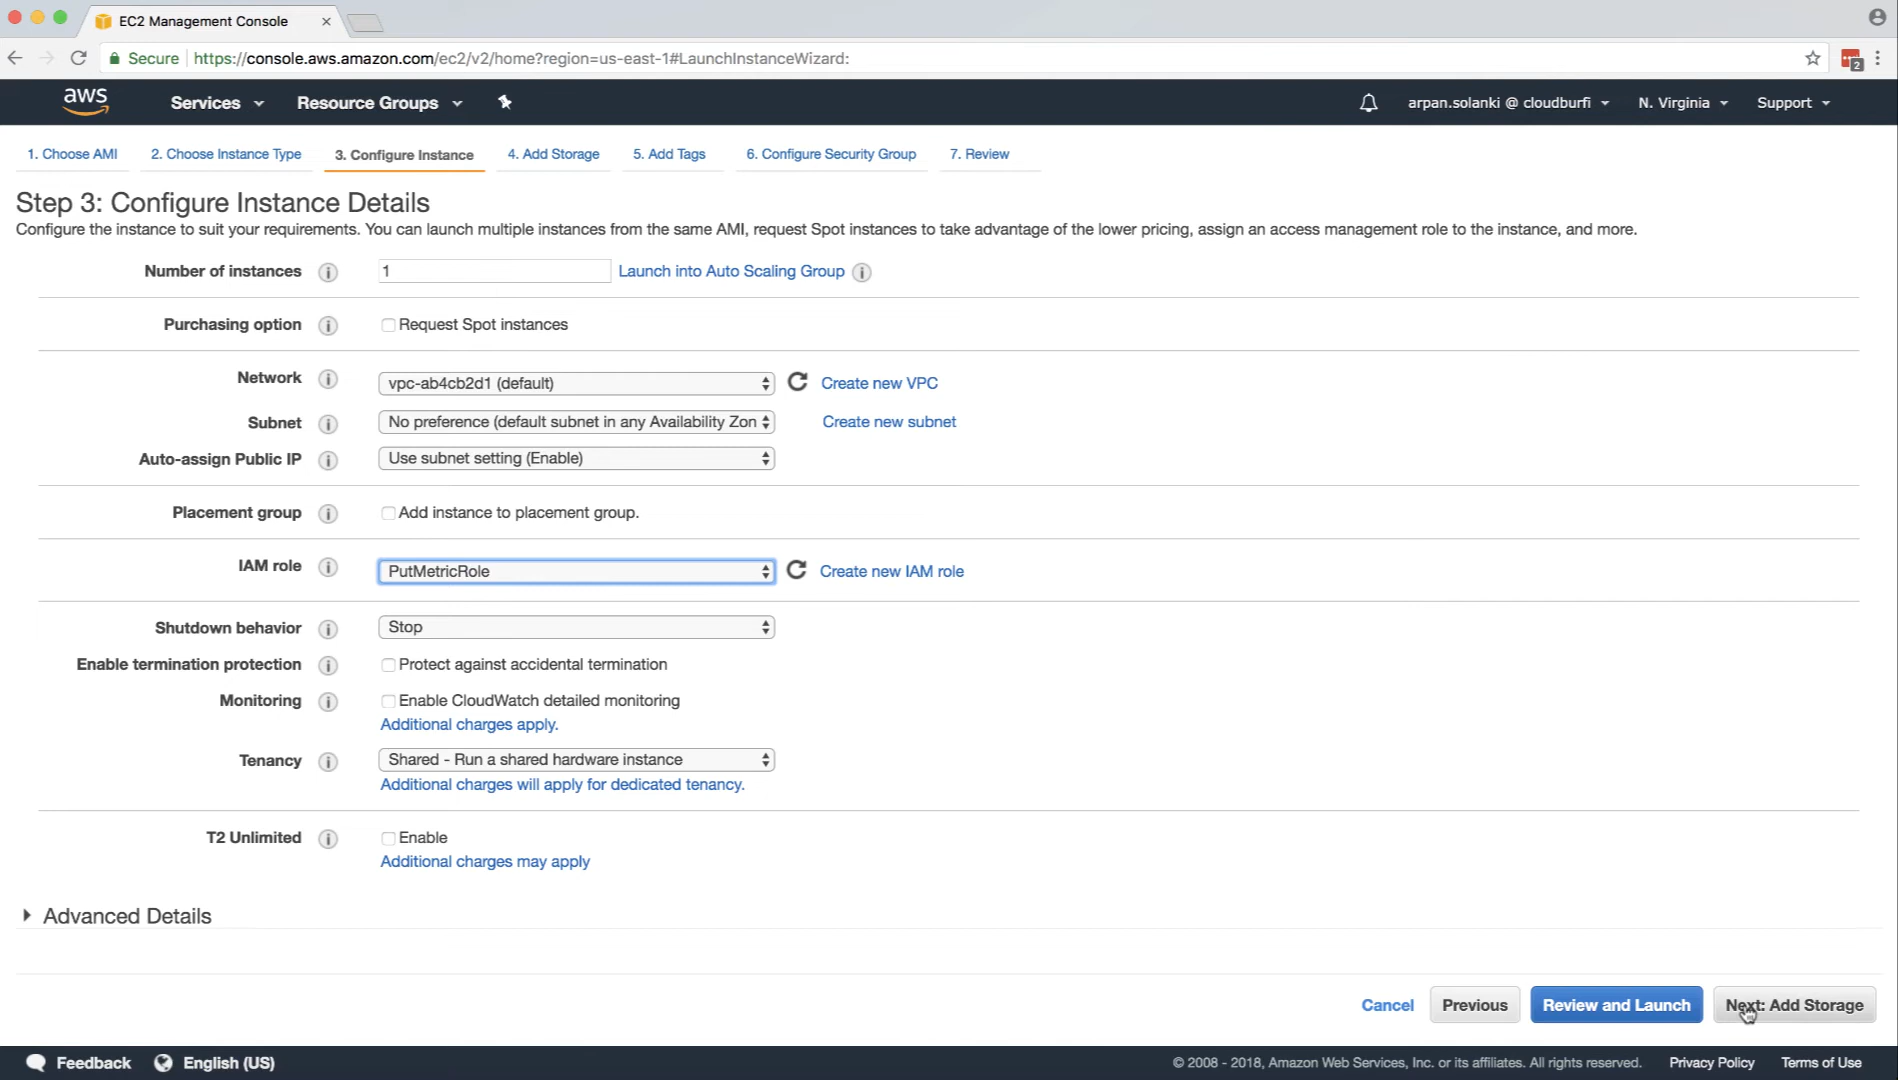 EC2 Management Console
Secure https://console.aws.amazon.com/ec2/v2/home?region=us-east-1#LaunchInstanceWizard:
2
aws Services Resource Groups arpan.solanki @ cloudburfi N. Virginia Support
1. Choose AMI 2. Choose Instance Type 3. Configure Instance 4. Add Storage 5. Add Tags 6. Configure Security Group 7. Review
Step 3: Configure Instance Details
Configure the instance to suit your requirements. You can launch multiple instances from the same AMI, request Spot instances to take advantage of the lower pricing, assign an access management role to the instance, and more.
Number of instances i 1 Launch into Auto Scaling Group i
Purchasing option i Request Spot instances
Network i vpc-ab4cb2d1 (default) Create new VPC
Subnet i No preference (default subnet in any Availability Zon Create new subnet
Auto-assign Public IP i Use subnet setting (Enable)
Placement group i Add instance to placement group.
IAM role i PutMetricRole Create new IAM role
Shutdown behavior i Stop
Enable termination protection i Protect against accidental termination
Monitoring i Enable CloudWatch detailed monitoring
Additional charges apply.
Tenancy i Shared - Run a shared hardware instance
Additional charges will apply for dedicated tenancy.
T2 Unlimited i Enable
Additional charges may apply
Advanced Details
Cancel Previous Review and Launch Next: Add Storage
Feedback English (US) © 2008 - 2018, Amazon Web Services, Inc. or its affiliates. All rights reserved. Privacy Policy Terms of Use